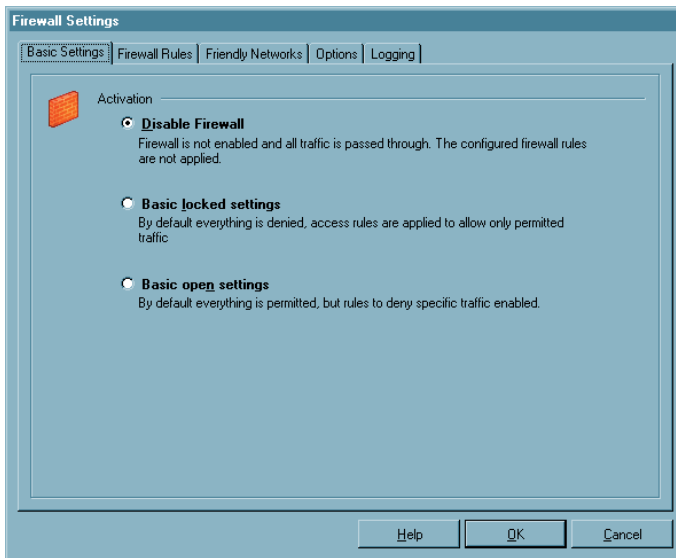 Firewall Settings
Basic Settings Firewall Rules Friendly Networks Options Logging
Activation
Disable Firewall
Firewall is not enabled and all traffic is passed through. The configured firewall rules
are not applied.
Basic locked settings
By default everything is denied, access rules are applied to allow only permitted
traffic
Basic open settings
By default everything is permitted, but rules to deny specific traffic enabled.
Help OK Cancel